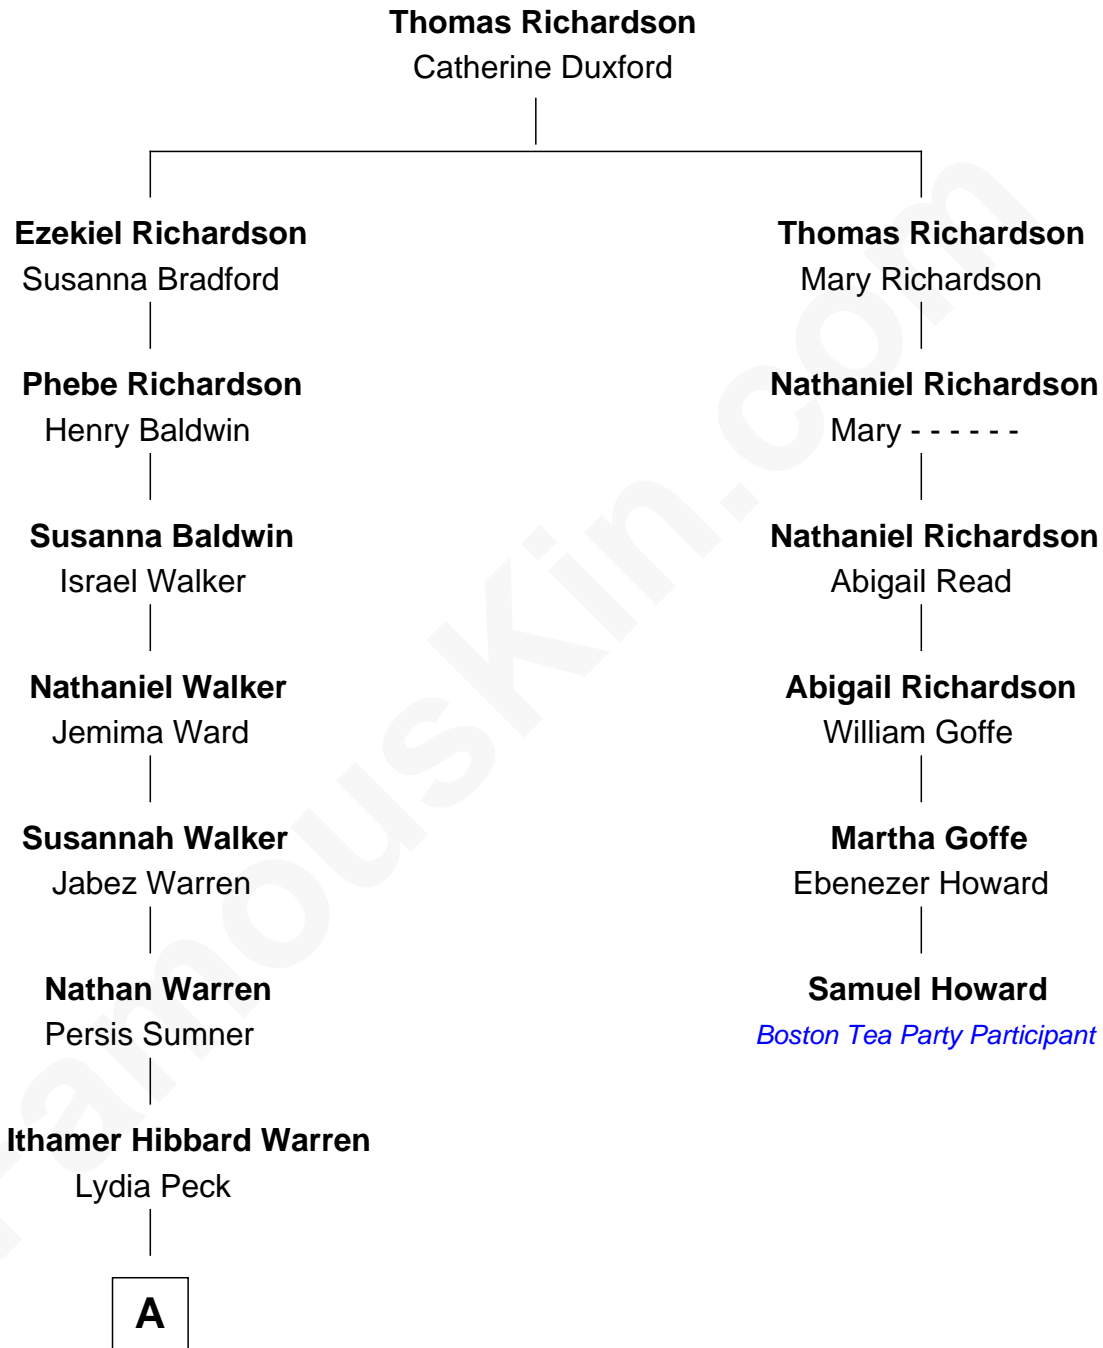 Thomas Richardson
Catherine Duxford
Ezekiel Richardson
Susanna Bradford
Thomas Richardson
Mary Richardson
Phebe Richardson
Henry Baldwin
Nathaniel Richardson
Mary - - - - - -
Susanna Baldwin
Israel Walker
Nathaniel Richardson
Abigail Read
Nathaniel Walker
Jemima Ward
Abigail Richardson
William Goffe
Susannah Walker
Jabez Warren
Martha Goffe
Ebenezer Howard
Nathan Warren
Persis Sumner
Samuel Howard
Boston Tea Party Participant
Ithamer Hibbard Warren
Lydia Peck
A
FamousKin.com